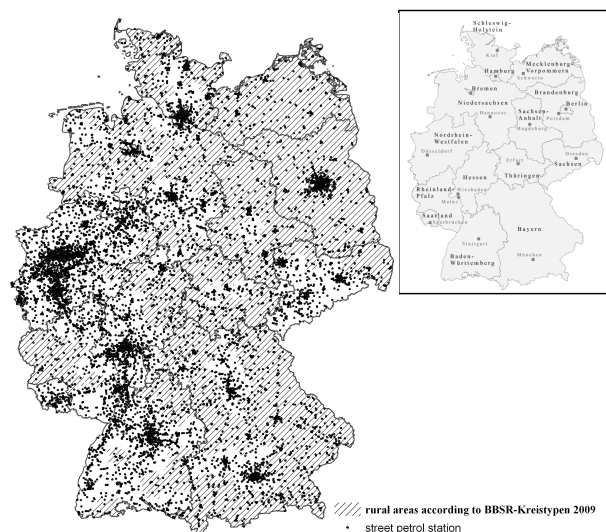 Schleswig-
Holstein
Kiel
Mecklenburg-
Vorpommern
Hamburg
Schwerin
Bremen
Brandenburg
Niedersachsen
Berlin
Hannover
Sachsen-
Anhalt
Potsdam
Magdeburg
Nordrhein-
Westfalen
Düsseldorf
Dresden
Erfurt
Sachsen
Hessen
Thüringen
Rheinland-
Pfalz
Wiesbaden
Mainz
Saarland
Saarbrücken
Bayern
Stuttgart
Baden-
Württemberg
München
rural areas according to BBSR-Kreistypen 2009
street petrol station